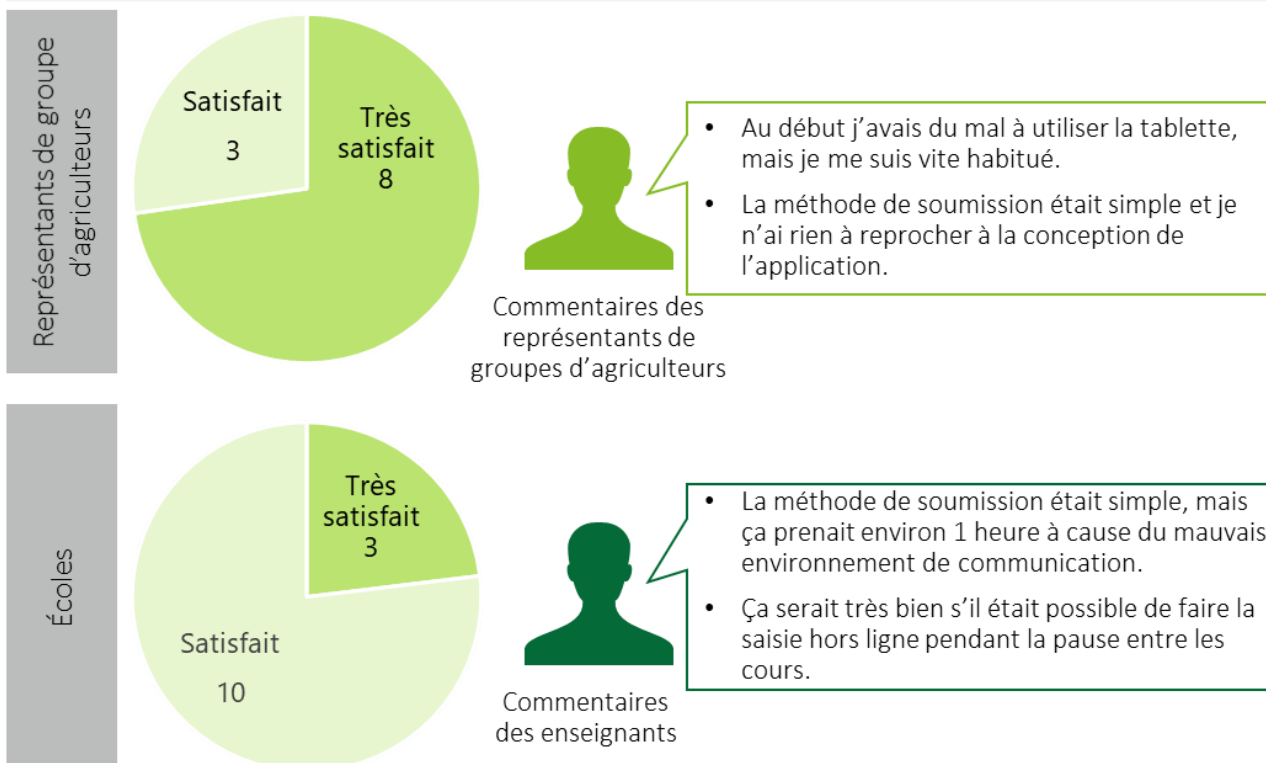 Représentants de groupe
d'agriculteurs
Satisfait
3
Très
satisfait
8
Commentaires des
représentants de
groupes d'agriculteurs
• Au début j'avais du mal à utiliser la tablette,
mais je me suis vite habitué.
• La méthode de soumission était simple et je
n'ai rien à reprocher à la conception de
l'application.
Écoles
Très
satisfait
3
Satisfait
10
Commentaires
des enseignants
• La méthode de soumission était simple, mais
ça prenait environ 1 heure à cause du mauvais
environnement de communication.
• Ça serait très bien s'il était possible de faire la
saisie hors ligne pendant la pause entre les
cours.